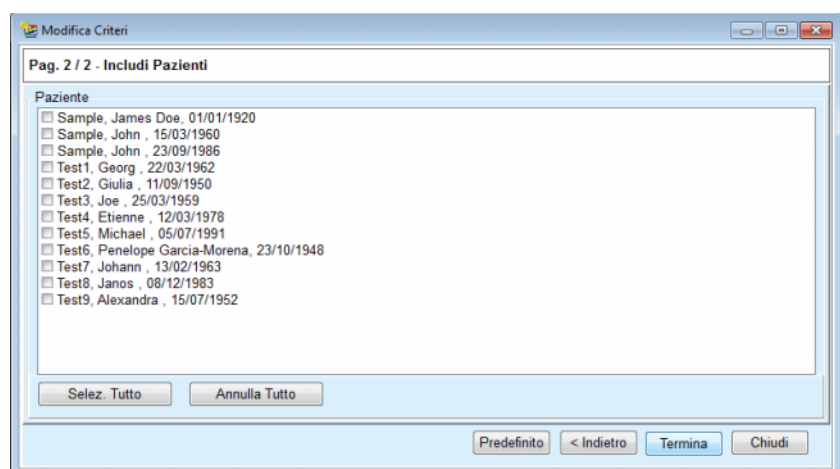 Modifica Criteri
Pag. 2 / 2 - Includi Pazienti
Paziente
Sample, James Doe, 01/01/1920
Sample, John , 15/03/1960
Sample, John , 23/09/1986
Test1, Georg , 22/03/1962
Test2, Giulia , 11/09/1950
Test3, Joe , 25/03/1959
Test4, Etienne , 12/03/1978
Test5, Michael , 05/07/1991
Test6, Penelope Garcia-Morena, 23/10/1948
Test7, Johann , 13/02/1963
Test8, Janos , 08/12/1983
Test9, Alexandra , 15/07/1952
Selez. Tutto Annulla Tutto
Predefinito < Indietro Termina Chiudi